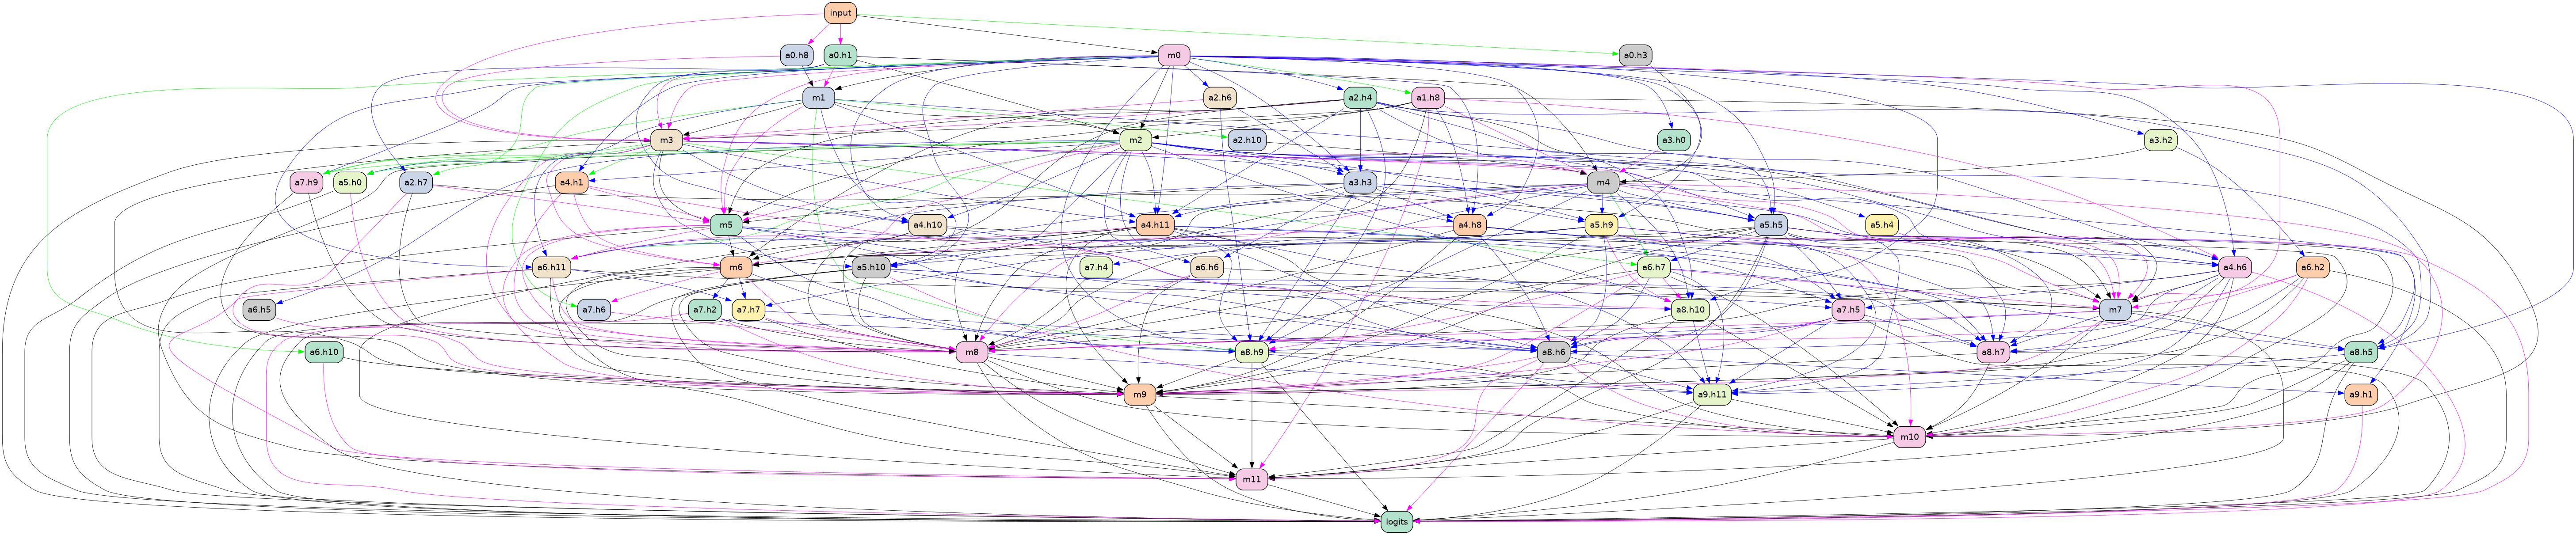 input
a0.h8 a0.h1 m0 a0.h3
m1 a2.h6 a2.h4 a1.h8
m3 m2 a2.h10 a3.h0 a3.h2
a7.h9 a5.h0 a2.h7 a4.h1 a3.h3 m4
m5 a4.h10 a4.h11 a4.h8 a5.h9 a5.h5 a5.h4
a6.h11 m6 a5.h10 a7.h4 a6.h6 a6.h7 a4.h6 a6.h2
a6.h5 a7.h6 a7.h2 a7.h7 a8.h10 a7.h5 m7
a6.h10 m8 a8.h9 a8.h6 a8.h7 a8.h5
m9 a9.h11 a9.h1
m10
m11
logits